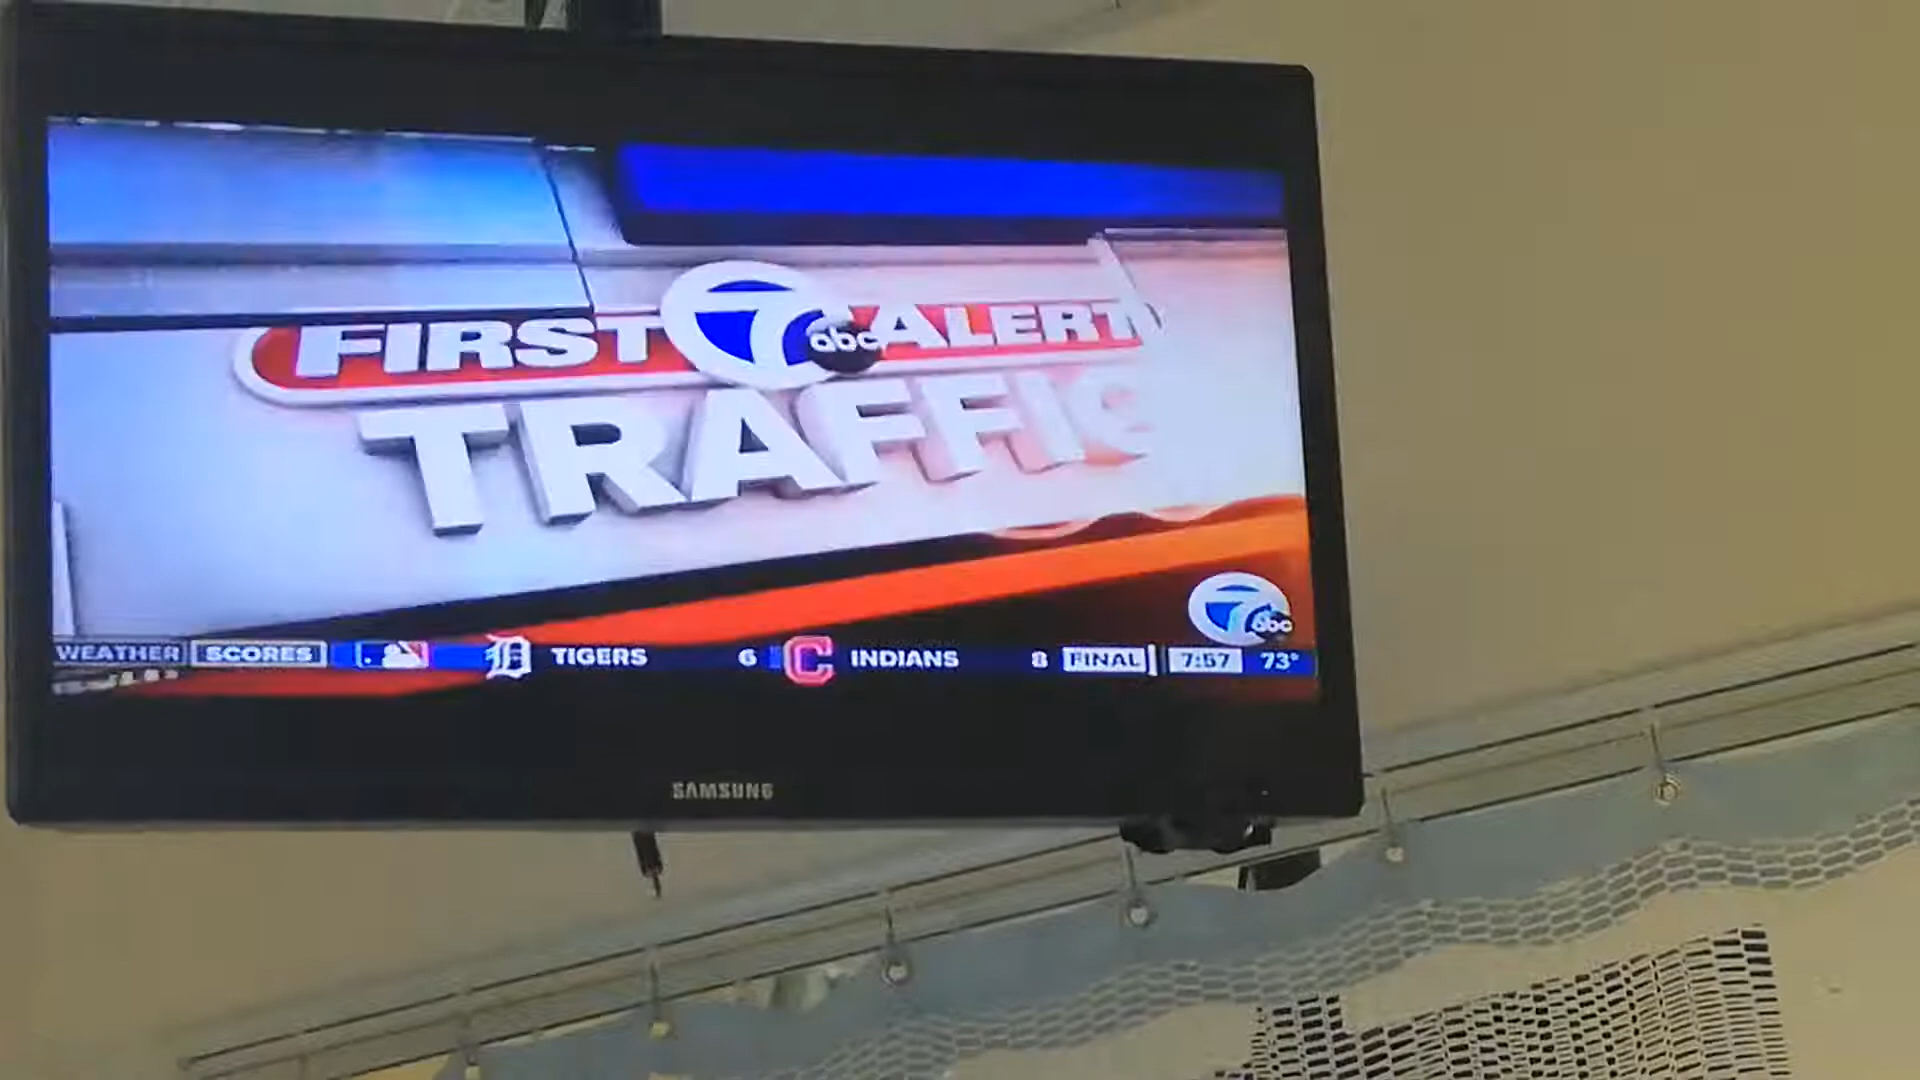 FIRST 7 abc ALERT
TRAFFIC
7 abc
WEATHER SCORES TIGERS 6 C INDIANS 8 FINAL 7:57 73°
SAMSUNG